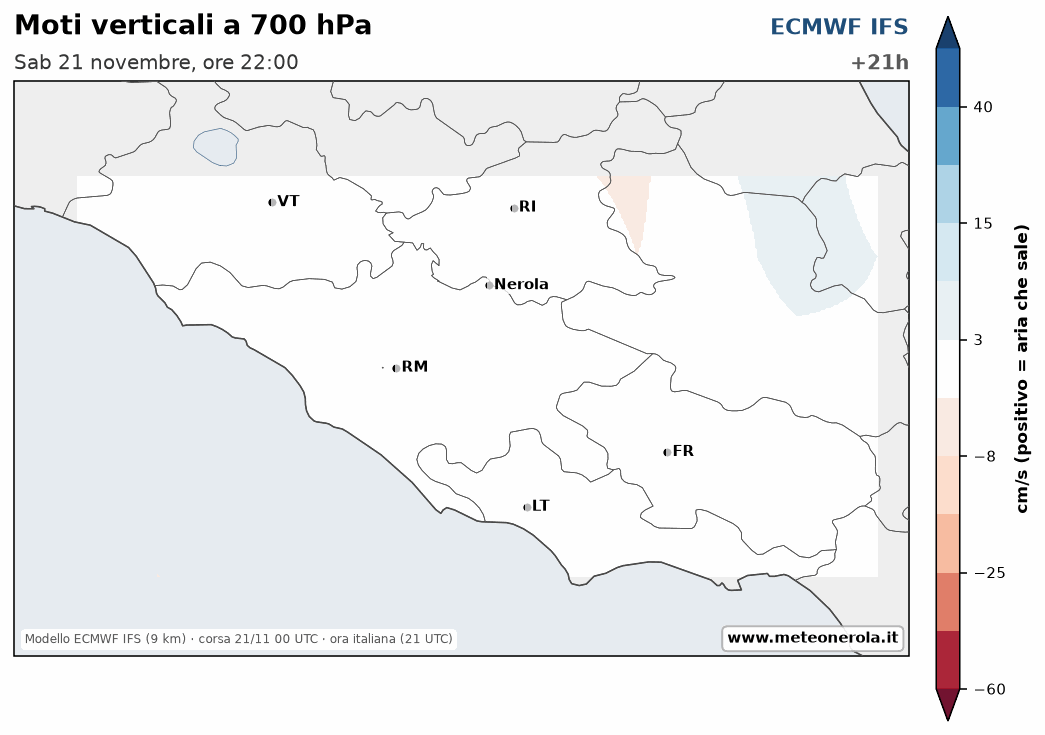 Moti verticali a 700 hPa
ECMWF IFS
Sab 21 novembre, ore 22:00
+21h
VT
RI
Nerola
RM
FR
LT
40
15
3
−8
−25
−60
cm/s (positivo = aria che sale)
Modello ECMWF IFS (9 km) · corsa 21/11 00 UTC · ora italiana (21 UTC)
www.meteonerola.it